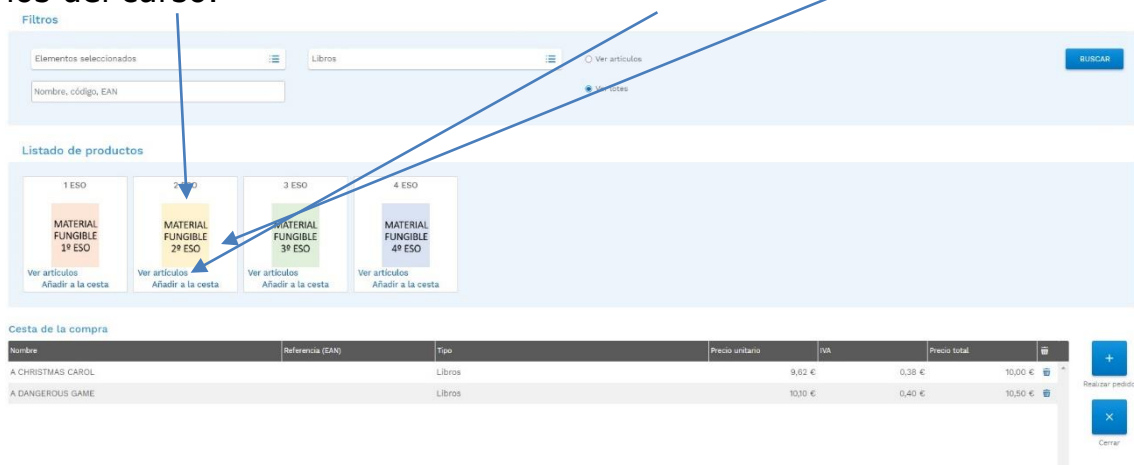 los del curso.
Filtros
Elementos seleccionados
Libros
Ver artículos
BUSCAR
Nombre, código, EAN
Ver lotes
Listado de productos
1 ESO
2 ESO
3 ESO
4 ESO
MATERIAL FUNGIBLE 1º ESO
MATERIAL FUNGIBLE 2º ESO
MATERIAL FUNGIBLE 3º ESO
MATERIAL FUNGIBLE 4º ESO
Ver artículos
Añadir a la cesta
Ver artículos
Añadir a la cesta
Ver artículos
Añadir a la cesta
Ver artículos
Añadir a la cesta
Cesta de la compra
Nombre Referencia (EAN) Tipo Precio unitario IVA Precio total
A CHRISTMAS CAROL Libros 9,62 € 0,38 € 10,00 €
A DANGEROUS GAME Libros 10,10 € 0,40 € 10,50 €
+
Realizar pedido
×
Cerrar